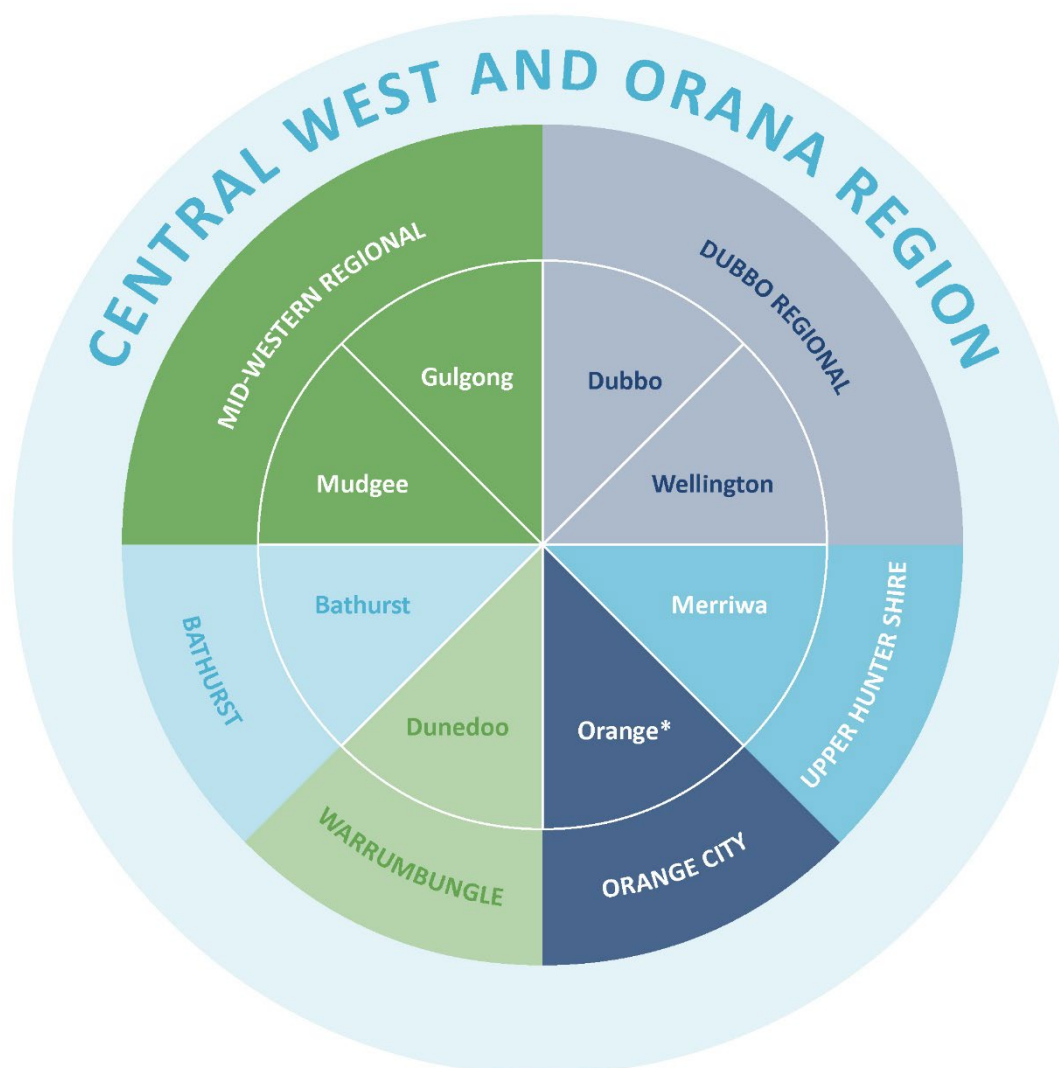 CENTRAL WEST AND ORANA REGION
MID-WESTERN REGIONAL
DUBBO REGIONAL
Gulgong
Dubbo
Mudgee
Wellington
Bathurst
Merriwa
BATHURST
UPPER HUNTER SHIRE
Dunedoo
Orange*
WARRUMBUNGLE
ORANGE CITY